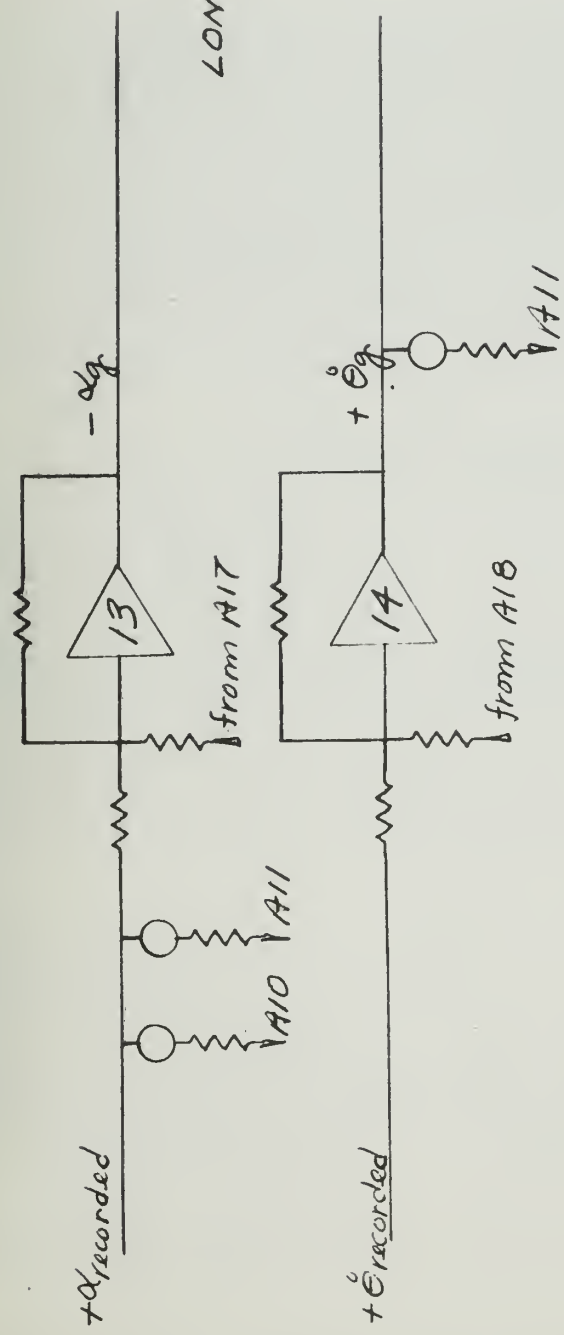 +α recorded
A10
A11
13
from A17
− αg
LON
+θ̇ recorded
14
from A18
+ θ̇g
A11